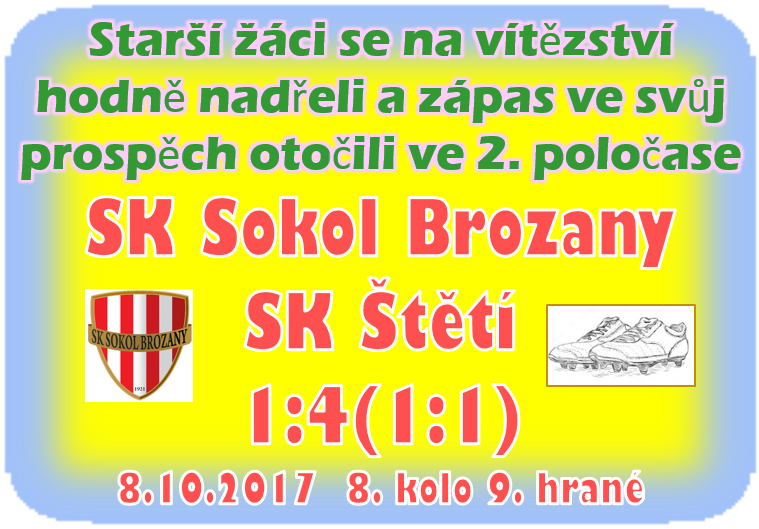 Starší žáci se na vítězství
hodně nadřeli a zápas ve svůj
prospěch otočili ve 2. poločase
SK Sokol Brozany
SK Štětí
SK SOKOL BROZANY
1921
1:4(1:1)
8.10.2017 8. kolo 9. hrané